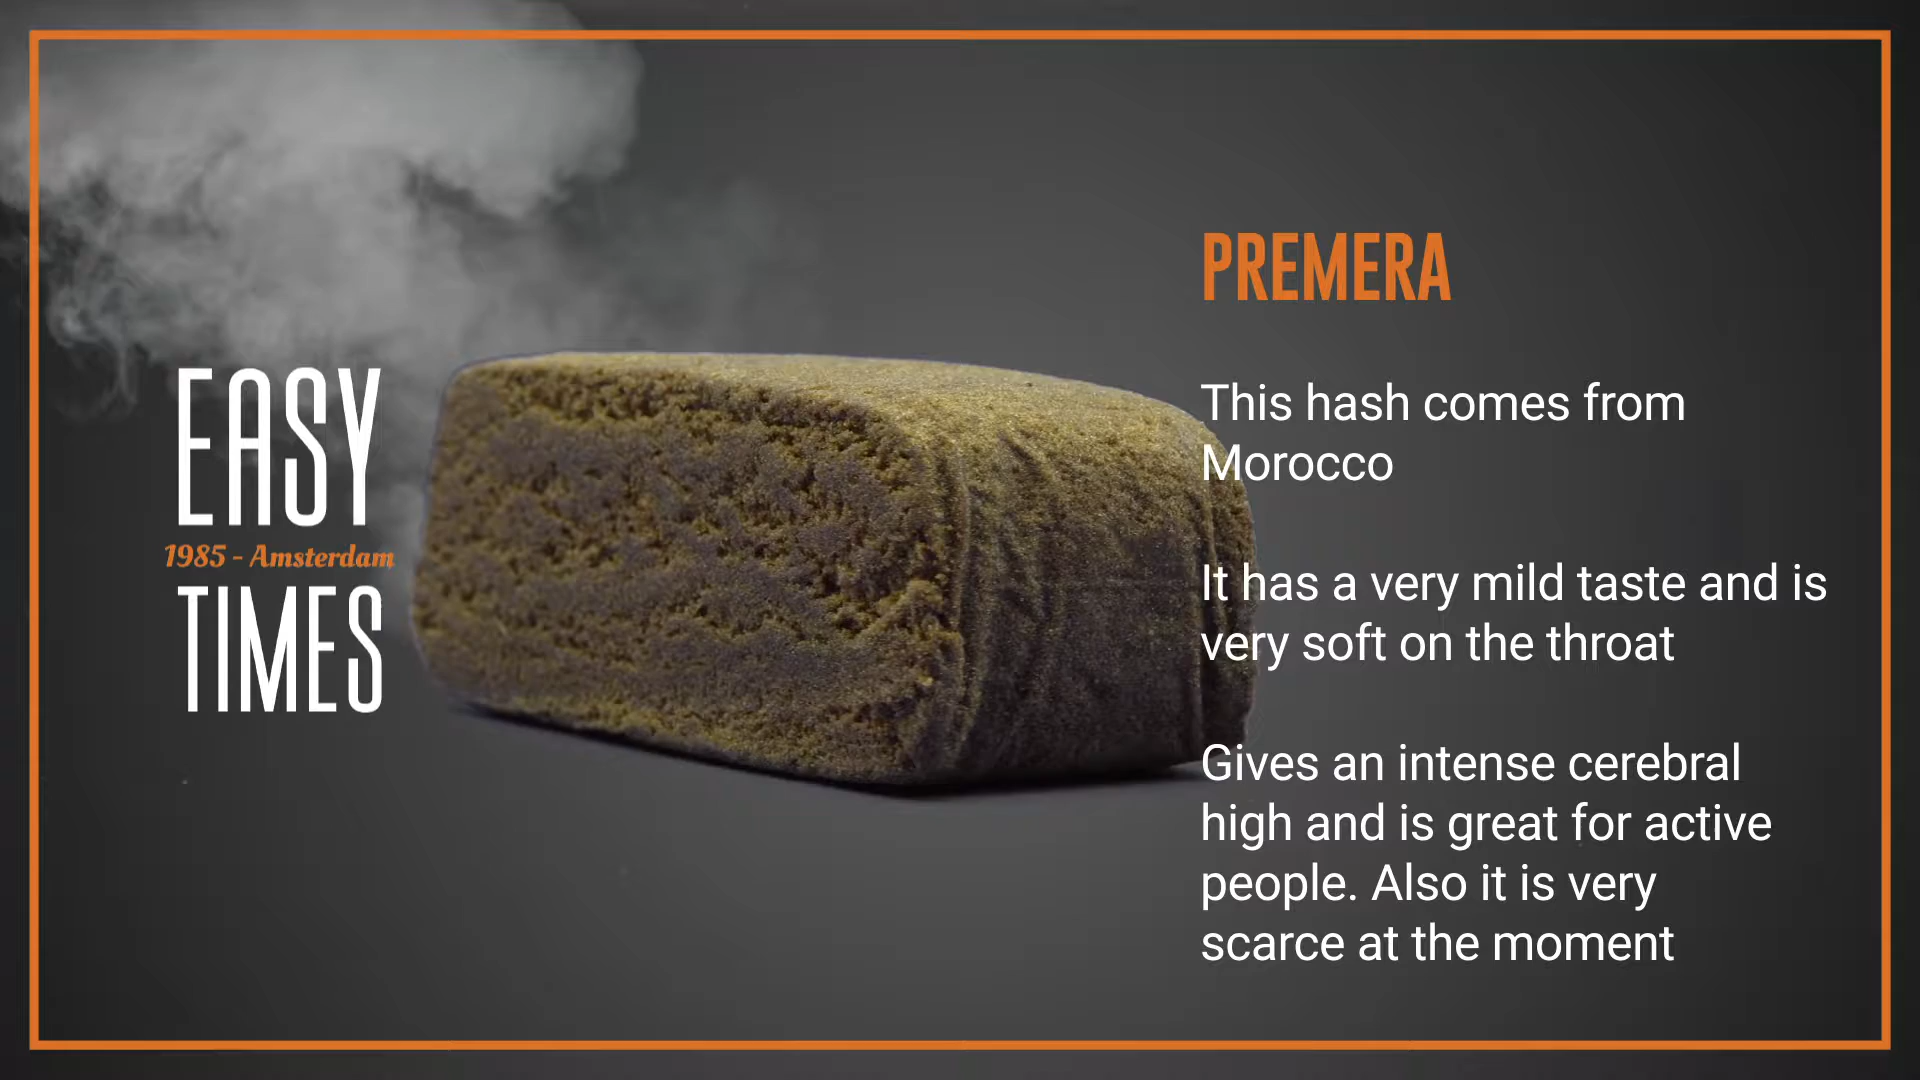 EASY
1985 - Amsterdam
TIMES
PREMERA
This hash comes from
Morocco
It has a very mild taste and is
very soft on the throat
Gives an intense cerebral
high and is great for active
people. Also it is very
scarce at the moment